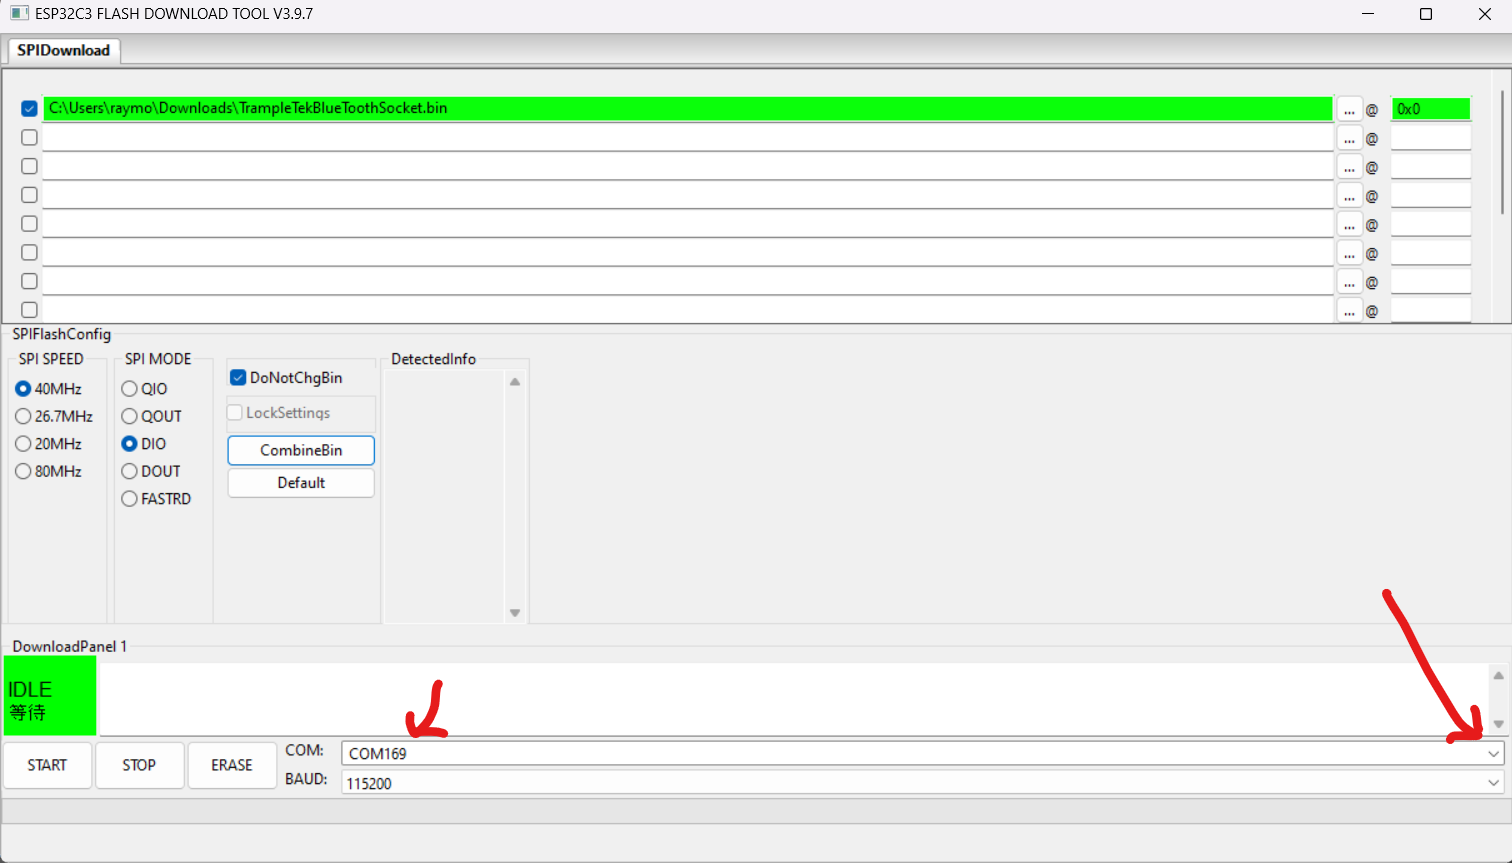 ESP32C3 FLASH DOWNLOAD TOOL V3.9.7
SPIDownload
C:\Users\raymo\Downloads\TrampleTekBlueToothSocket.bin ... @ 0x0
... @
... @
... @
... @
... @
... @
... @
SPIFlashConfig
SPI SPEED
40MHz
26.7MHz
20MHz
80MHz
SPI MODE
QIO
QOUT
DIO
DOUT
FASTRD
DoNotChgBin
LockSettings
CombineBin
Default
DetectedInfo
DownloadPanel 1
IDLE
等待
START STOP ERASE
COM: COM169
BAUD: 115200